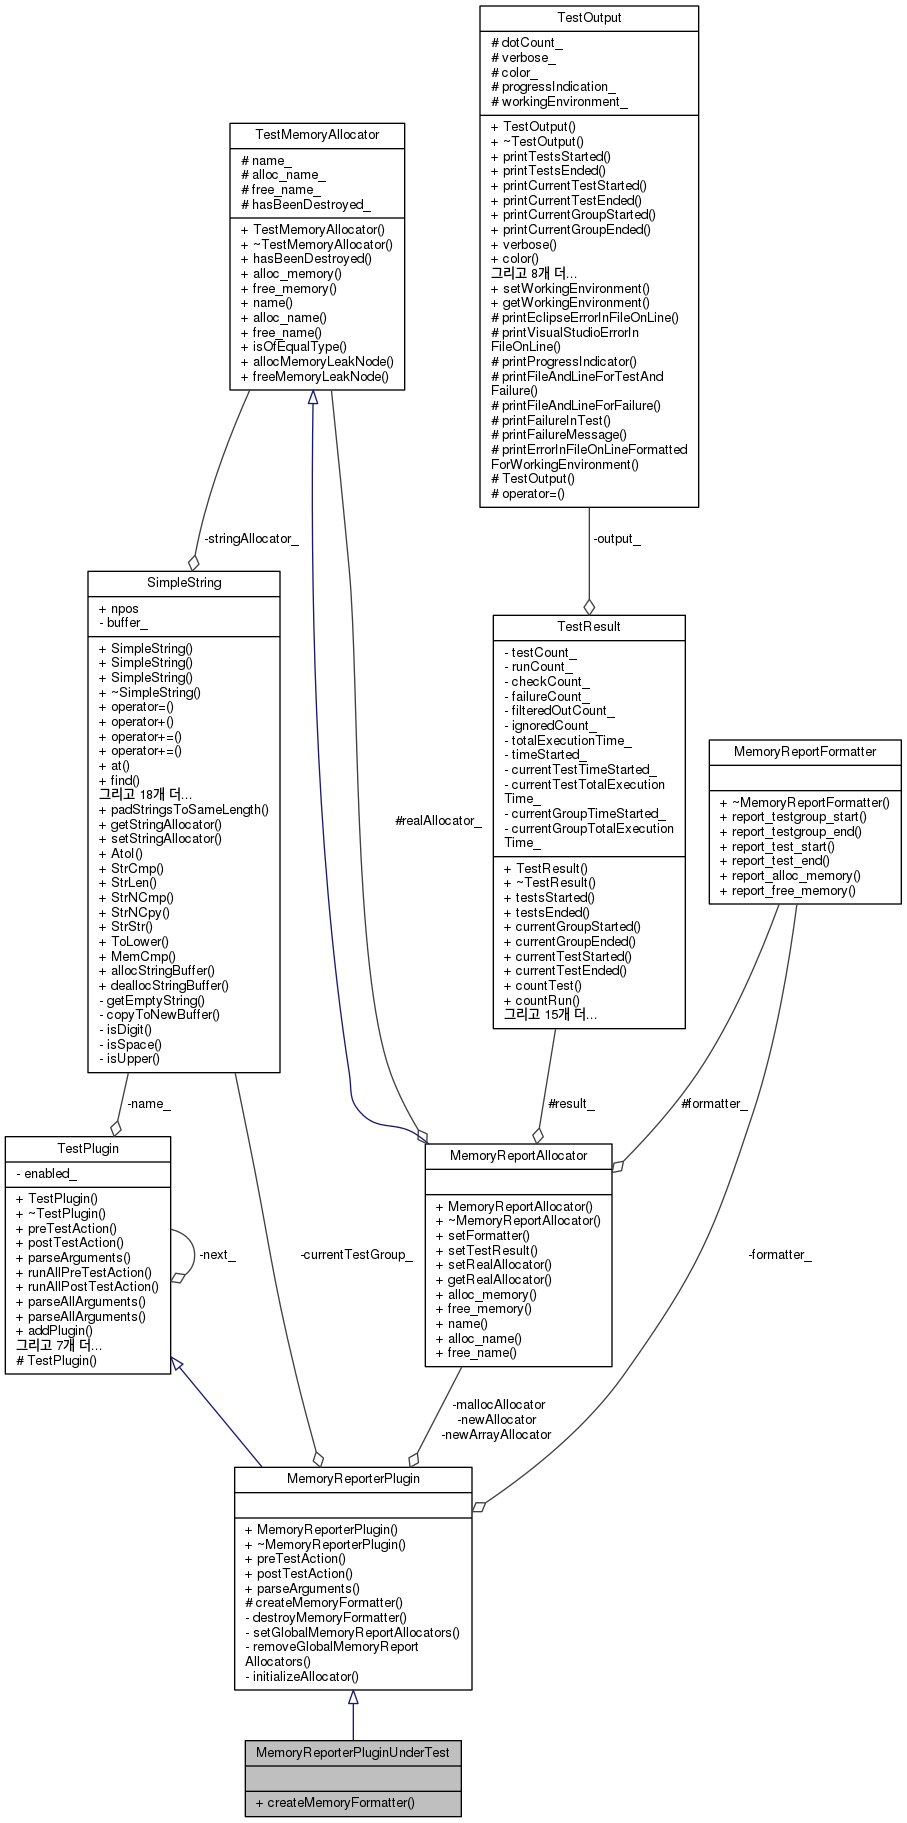 TestOutput
# dotCount_
# verbose_
# color_
# progressIndication_
# workingEnvironment_
+ TestOutput()
+ ~TestOutput()
+ printTestsStarted()
+ printTestsEnded()
+ printCurrentTestStarted()
+ printCurrentTestEnded()
+ printCurrentGroupStarted()
+ printCurrentGroupEnded()
+ verbose()
+ color()
그리고 8개 더...
+ setWorkingEnvironment()
+ getWorkingEnvironment()
# printEclipseErrorInFileOnLine()
# printVisualStudioErrorIn
FileOnLine()
# printProgressIndicator()
# printFileAndLineForTestAnd
Failure()
# printFileAndLineForFailure()
# printFailureInTest()
# printFailureMessage()
# printErrorInFileOnLineFormatted
ForWorkingEnvironment()
# TestOutput()
# operator=()
TestMemoryAllocator
# name_
# alloc_name_
# free_name_
# hasBeenDestroyed_
+ TestMemoryAllocator()
+ ~TestMemoryAllocator()
+ hasBeenDestroyed()
+ alloc_memory()
+ free_memory()
+ name()
+ alloc_name()
+ free_name()
+ isOfEqualType()
+ allocMemoryLeakNode()
+ freeMemoryLeakNode()
-stringAllocator_
-output_
SimpleString
+ npos
- buffer_
+ SimpleString()
+ SimpleString()
+ SimpleString()
+ ~SimpleString()
+ operator=()
+ operator+()
+ operator+=()
+ operator+=()
+ at()
+ find()
그리고 18개 더...
+ padStringsToSameLength()
+ getStringAllocator()
+ setStringAllocator()
+ AtoI()
+ StrCmp()
+ StrLen()
+ StrNCmp()
+ StrNCpy()
+ StrStr()
+ ToLower()
+ MemCmp()
+ allocStringBuffer()
+ deallocStringBuffer()
- getEmptyString()
- copyToNewBuffer()
- isDigit()
- isSpace()
- isUpper()
#realAllocator_
TestResult
- testCount_
- runCount_
- checkCount_
- failureCount_
- filteredOutCount_
- ignoredCount_
- totalExecutionTime_
- timeStarted_
- currentTestTimeStarted_
- currentTestTotalExecution
Time_
- currentGroupTimeStarted_
- currentGroupTotalExecution
Time_
+ TestResult()
+ ~TestResult()
+ testsStarted()
+ testsEnded()
+ currentGroupStarted()
+ currentGroupEnded()
+ currentTestStarted()
+ currentTestEnded()
+ countTest()
+ countRun()
그리고 15개 더...
MemoryReportFormatter
+ ~MemoryReportFormatter()
+ report_testgroup_start()
+ report_testgroup_end()
+ report_test_start()
+ report_test_end()
+ report_alloc_memory()
+ report_free_memory()
-name_
#result_
#formatter_
TestPlugin
- enabled_
+ TestPlugin()
+ ~TestPlugin()
+ preTestAction()
+ postTestAction()
+ parseArguments()
+ runAllPreTestAction()
+ runAllPostTestAction()
+ parseAllArguments()
+ parseAllArguments()
+ addPlugin()
그리고 7개 더...
# TestPlugin()
-next_
-currentTestGroup_
MemoryReportAllocator
+ MemoryReportAllocator()
+ ~MemoryReportAllocator()
+ setFormatter()
+ setTestResult()
+ setRealAllocator()
+ getRealAllocator()
+ alloc_memory()
+ free_memory()
+ name()
+ alloc_name()
+ free_name()
-formatter_
-mallocAllocator
-newAllocator
-newArrayAllocator
MemoryReporterPlugin
+ MemoryReporterPlugin()
+ ~MemoryReporterPlugin()
+ preTestAction()
+ postTestAction()
+ parseArguments()
# createMemoryFormatter()
- destroyMemoryFormatter()
- setGlobalMemoryReportAllocators()
- removeGlobalMemoryReport
Allocators()
- initializeAllocator()
MemoryReporterPluginUnderTest
+ createMemoryFormatter()